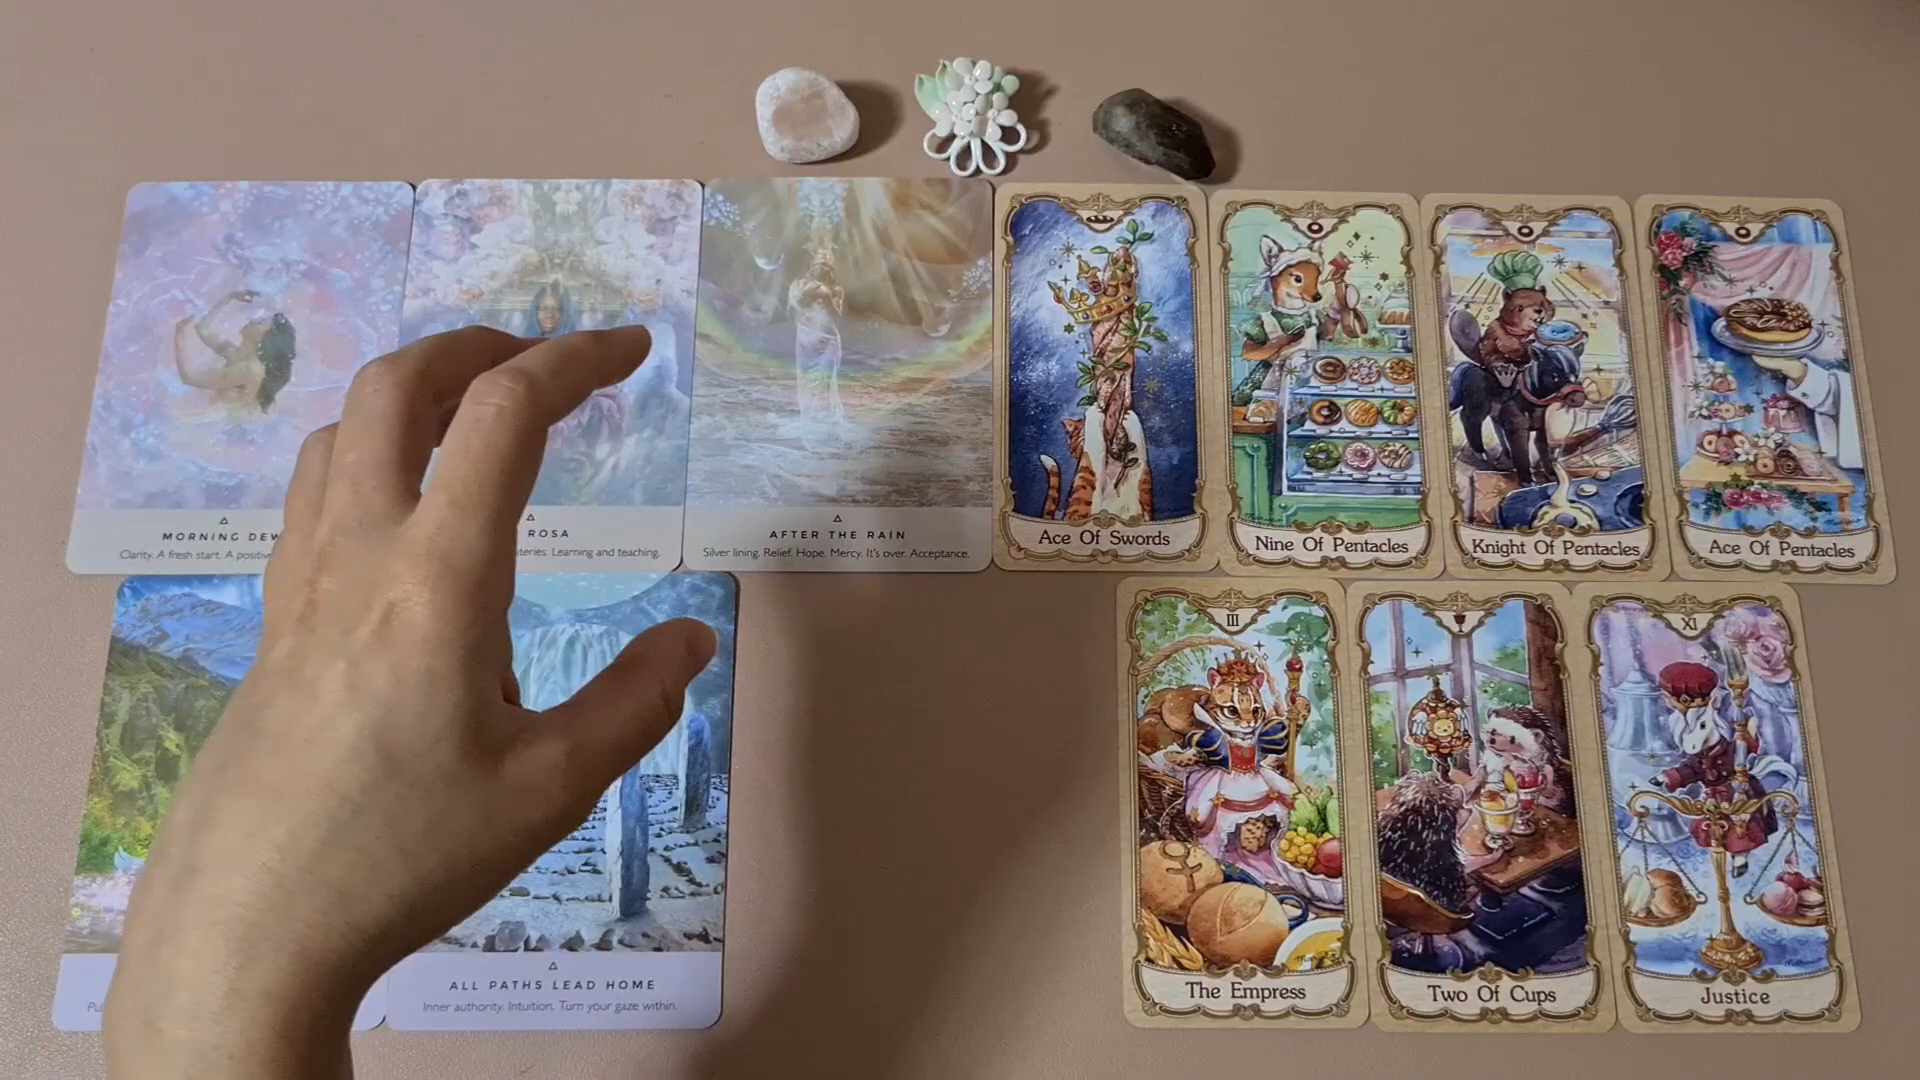 MORNING DEW
Clarity. A fresh start. A positive
ROSA
Learning and teaching.
AFTER THE RAIN
Silver lining. Relief. Hope. Mercy. It's over. Acceptance.
Ace Of Swords
Nine Of Pentacles
Knight Of Pentacles
Ace Of Pentacles
ALL PATHS LEAD HOME
Inner authority. Intuition. Turn your gaze within.
III
The Empress
Two Of Cups
XI
Justice